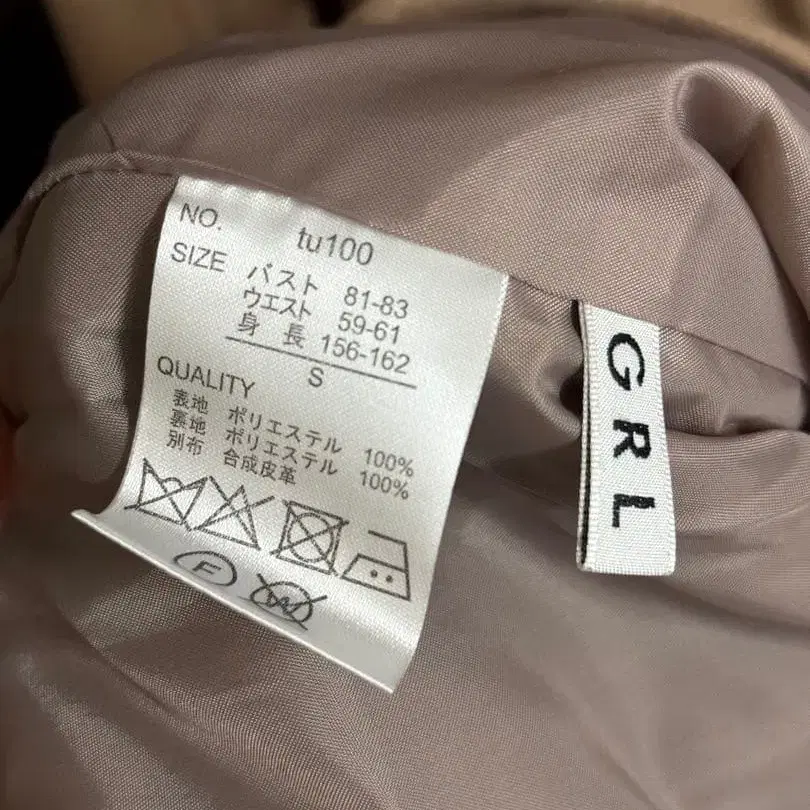 NO. tu100
SIZE バスト 81-83
ウエスト 59-61
身長 156-162
S
QUALITY
表地 ポリエステル 100%
裏地 ポリエステル 100%
別布 合成皮革
F
W
GRL